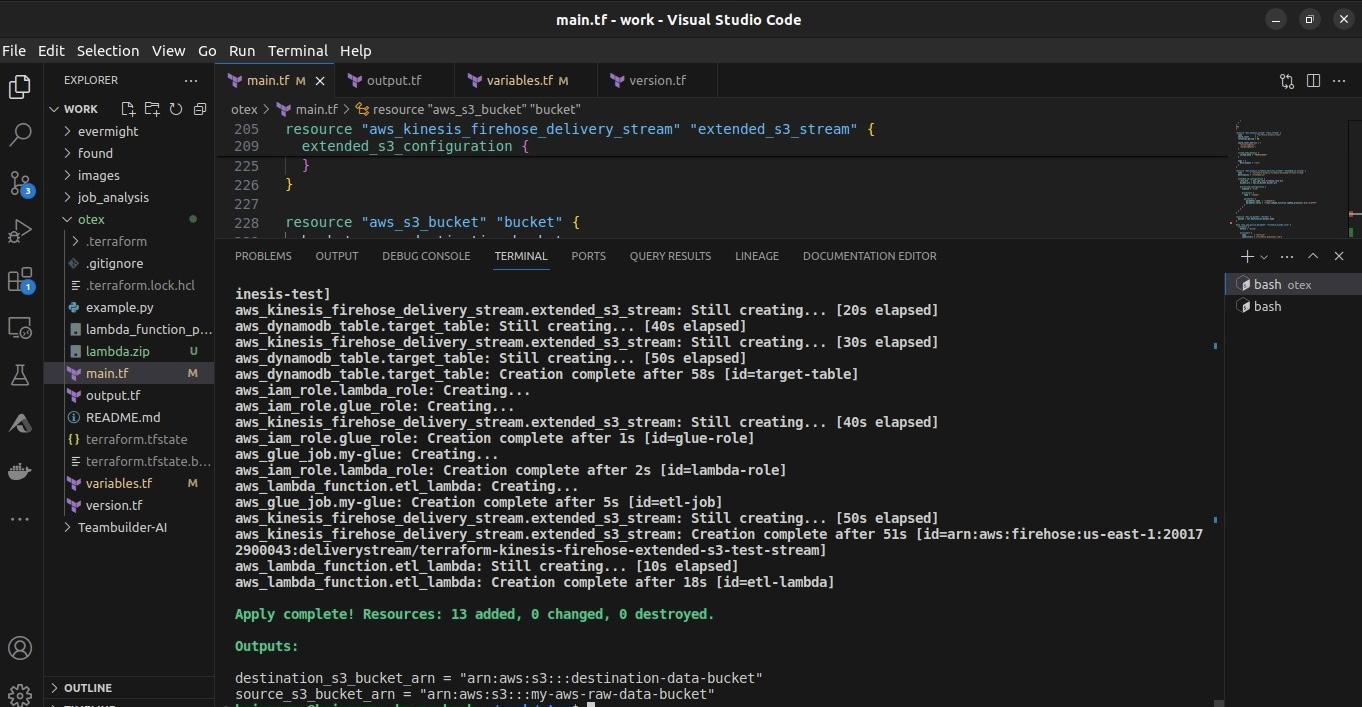 main.tf - work - Visual Studio Code
File Edit Selection View Go Run Terminal Help
EXPLORER
WORK
evermight
found
images
job_analysis
otex
.terraform
.gitignore
.terraform.lock.hcl
example.py
lambda_function_p...
lambda.zip U
main.tf M
output.tf
README.md
terraform.tfstate
terraform.tfstate.b...
variables.tf M
version.tf
Teambuilder-AI
OUTLINE
3
1
main.tf M output.tf variables.tf M version.tf
otex > main.tf > resource "aws_s3_bucket" "bucket"
205 resource "aws_kinesis_firehose_delivery_stream" "extended_s3_stream" {
209 extended_s3_configuration {
225 }
226 }
227
228 resource "aws_s3_bucket" "bucket" {
PROBLEMS OUTPUT DEBUG CONSOLE TERMINAL PORTS QUERY RESULTS LINEAGE DOCUMENTATION EDITOR
bash otex
bash
inesis-test]
aws_kinesis_firehose_delivery_stream.extended_s3_stream: Still creating... [20s elapsed]
aws_dynamodb_table.target_table: Still creating... [40s elapsed]
aws_kinesis_firehose_delivery_stream.extended_s3_stream: Still creating... [30s elapsed]
aws_dynamodb_table.target_table: Still creating... [50s elapsed]
aws_dynamodb_table.target_table: Creation complete after 58s [id=target-table]
aws_iam_role.lambda_role: Creating...
aws_iam_role.glue_role: Creating...
aws_kinesis_firehose_delivery_stream.extended_s3_stream: Still creating... [40s elapsed]
aws_iam_role.glue_role: Creation complete after 1s [id=glue-role]
aws_glue_job.my-glue: Creating...
aws_iam_role.lambda_role: Creation complete after 2s [id=lambda-role]
aws_lambda_function.etl_lambda: Creating...
aws_glue_job.my-glue: Creation complete after 5s [id=etl-job]
aws_kinesis_firehose_delivery_stream.extended_s3_stream: Still creating... [50s elapsed]
aws_kinesis_firehose_delivery_stream.extended_s3_stream: Creation complete after 51s [id=arn:aws:firehose:us-east-1:20017
2900043:deliverystream/terraform-kinesis-firehose-extended-s3-test-stream]
aws_lambda_function.etl_lambda: Still creating... [10s elapsed]
aws_lambda_function.etl_lambda: Creation complete after 18s [id=etl-lambda]
Apply complete! Resources: 13 added, 0 changed, 0 destroyed.
Outputs:
destination_s3_bucket_arn = "arn:aws:s3:::destination-data-bucket"
source_s3_bucket_arn = "arn:aws:s3:::my-aws-raw-data-bucket"